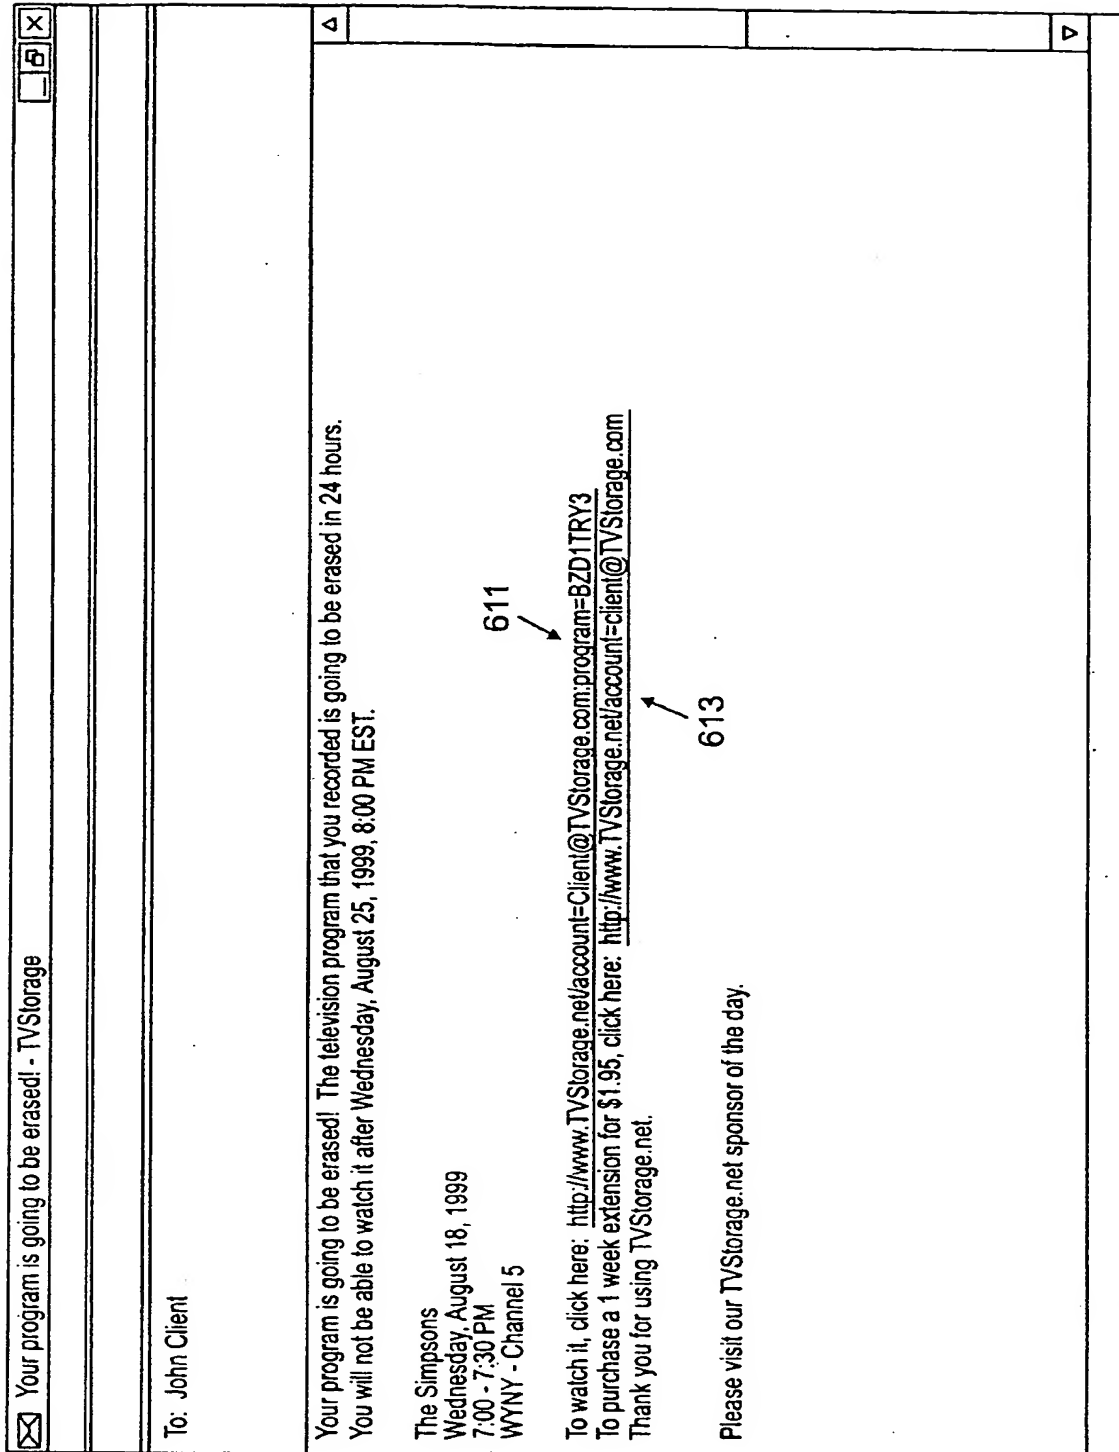 Your program is going to be erased! - TVStorage
To: John Client
Your program is going to be erased! The television program that you recorded is going to be erased in 24 hours.
You will not be able to watch it after Wednesday, August 25, 1999, 8:00 PM EST.
The Simpsons
Wednesday, August 18, 1999
7:00 - 7:30 PM
WYNY - Channel 5
611
To watch it, click here: http://www.TVStorage.net/account=Client@TVStorage.com:program=BZD1TRY3
To purchase a 1 week extension for $1.95, click here: http://www.TVStorage.net/account=client@TVStorage.com
Thank you for using TVStorage.net.
613
Please visit our TVStorage.net sponsor of the day.